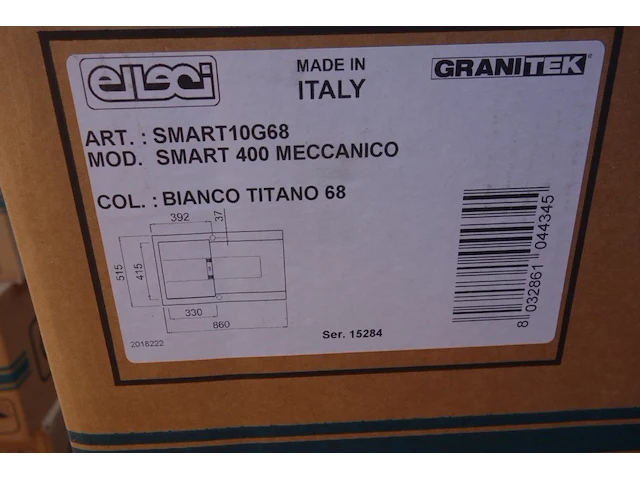 elleci
MADE IN
ITALY
GRANITEK®
ART. : SMART10G68
MOD. SMART 400 MECCANICO
COL. : BIANCO TITANO 68
392
37
515
415
330
860
2018222
Ser. 15284
8 032861 044345